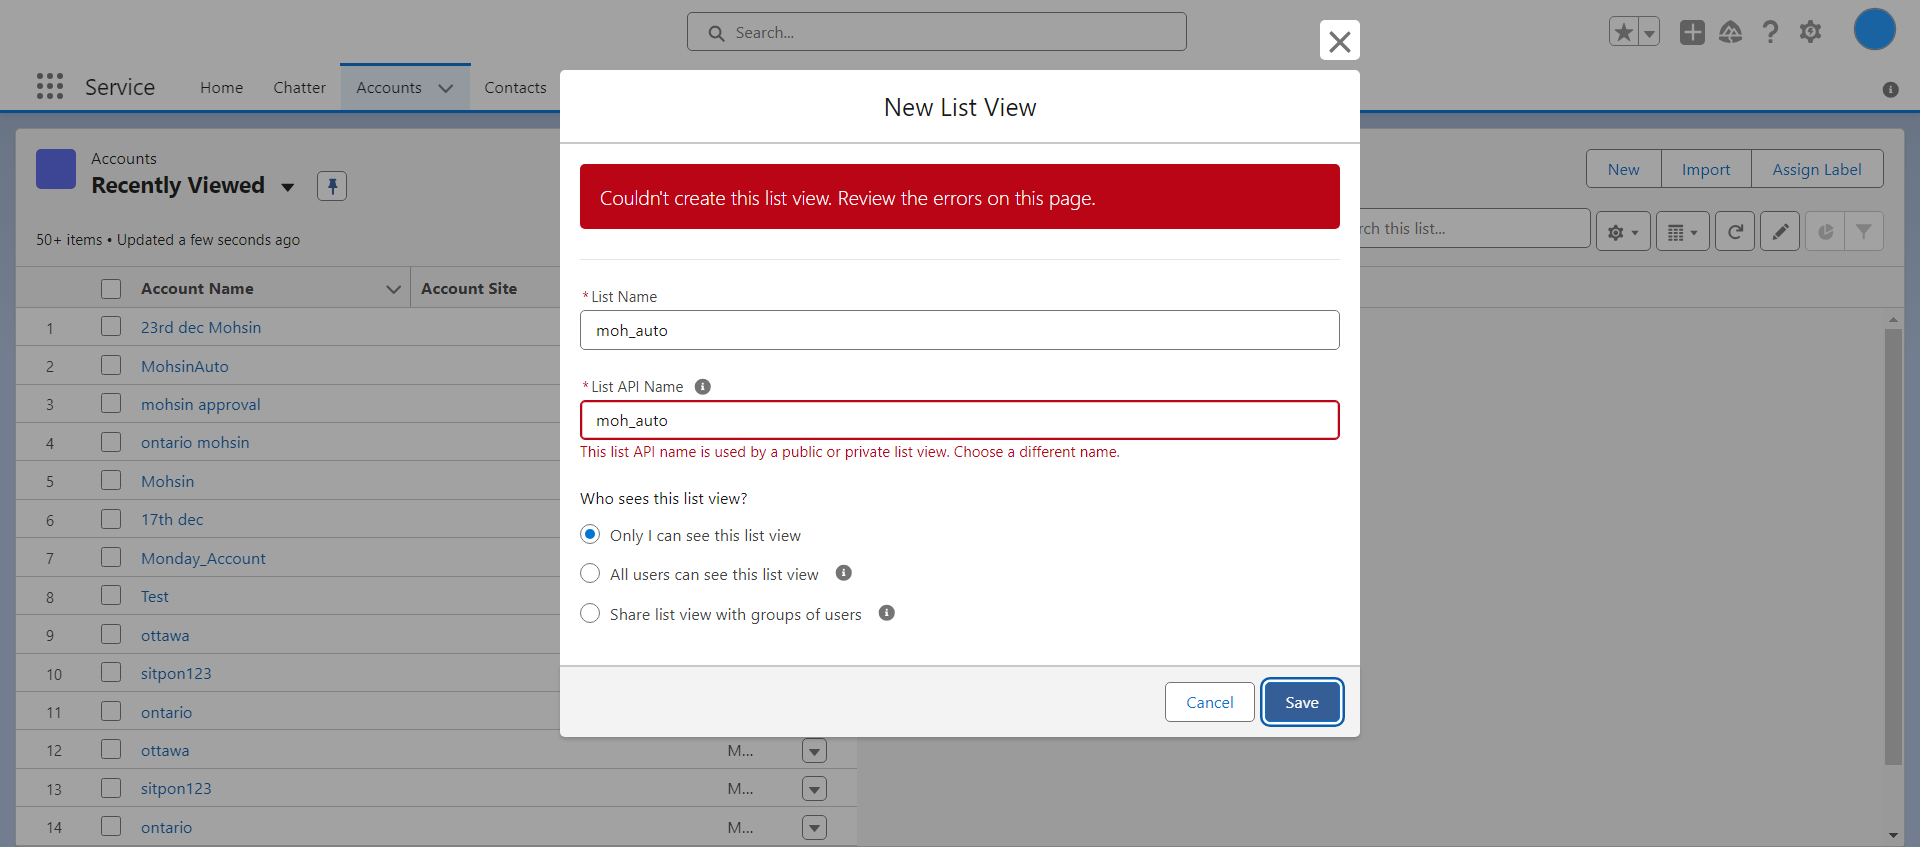 Search...
Service
Home
Chatter
Accounts
Contacts
New List View
Accounts
Recently Viewed
New
Import
Assign Label
Couldn't create this list view. Review the errors on this page.
50+ items • Updated a few seconds ago
rch this list...
Account Name
Account Site
*List Name
moh_auto
*List API Name
moh_auto
This list API name is used by a public or private list view. Choose a different name.
Who sees this list view?
Only I can see this list view
All users can see this list view
Share list view with groups of users
Cancel
Save
1 23rd dec Mohsin
2 MohsinAuto
3 mohsin approval
4 ontario mohsin
5 Mohsin
6 17th dec
7 Monday_Account
8 Test
9 ottawa
10 sitpon123
11 ontario
12 ottawa M...
13 sitpon123 M...
14 ontario M...